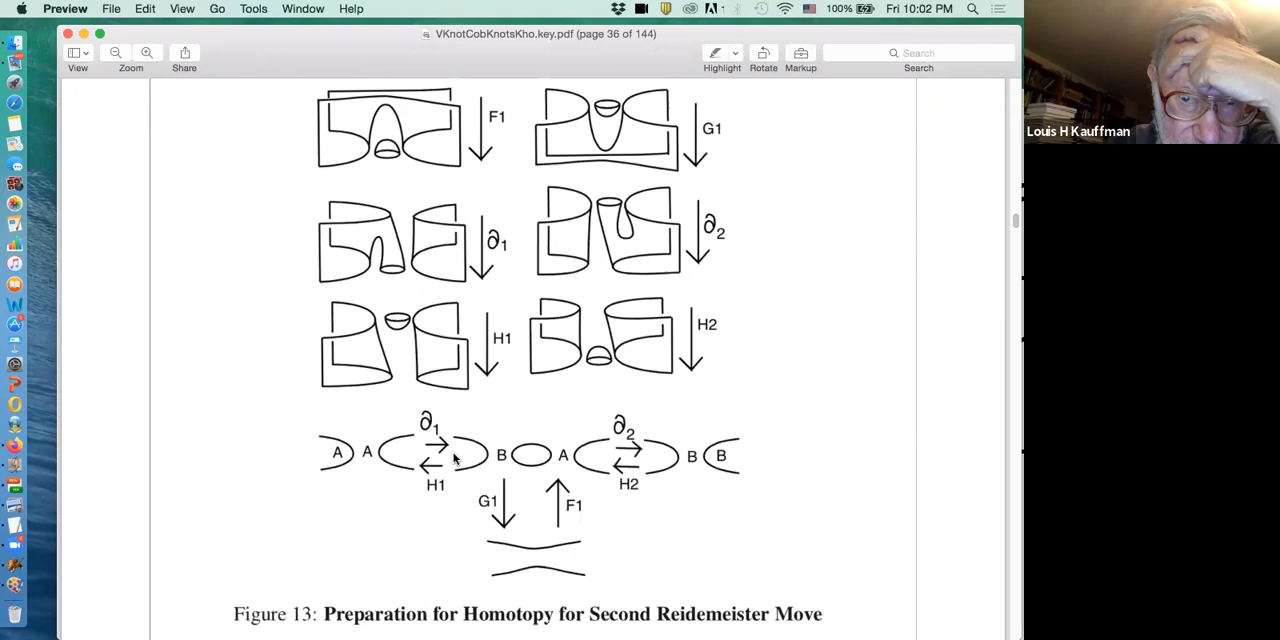 Preview File Edit View Go Tools Window Help 100% Fri 10:02 PM
VKnotCobKnotsKho.key.pdf (page 36 of 144)
View Zoom Share Highlight Rotate Markup Search
Search
Louis H Kauffman
F1 G1
∂1 ∂2
H1 H2
∂1 ∂2
A A B A B B
H1 H2
G1 F1
Figure 13: Preparation for Homotopy for Second Reidemeister Move